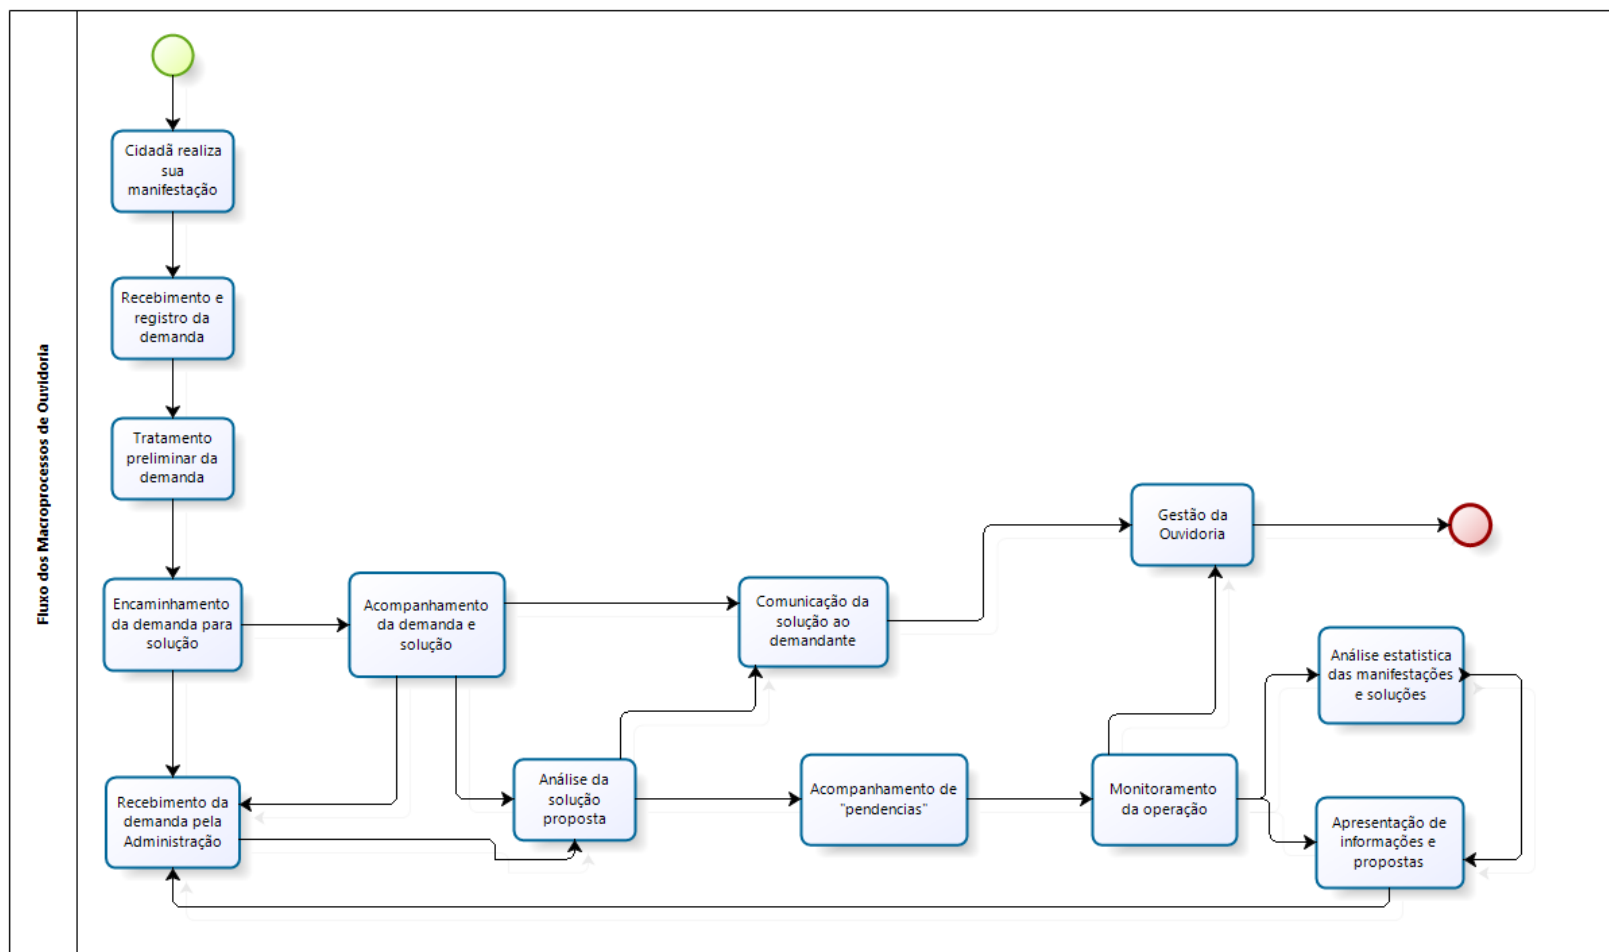 Fluxo dos Macroprocessos de Ouvidoria
Cidadã realiza
sua
manifestação
Recebimento e
registro da
demanda
Tratamento
preliminar da
demanda
Encaminhamento
da demanda para
solução
Acompanhamento
da demanda e
solução
Comunicação da
solução ao
demandante
Gestão da
Ouvidoria
Análise estatistica
das manifestações
e soluções
Recebimento da
demanda pela
Administração
Análise da
solução
proposta
Acompanhamento de
"pendencias"
Monitoramento
da operação
Apresentação de
informações e
propostas